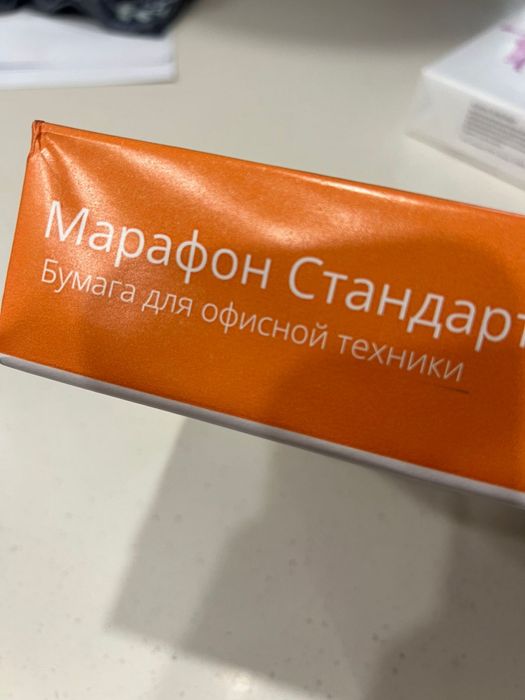 Марафон Стандарт
Бумага для офисной техники